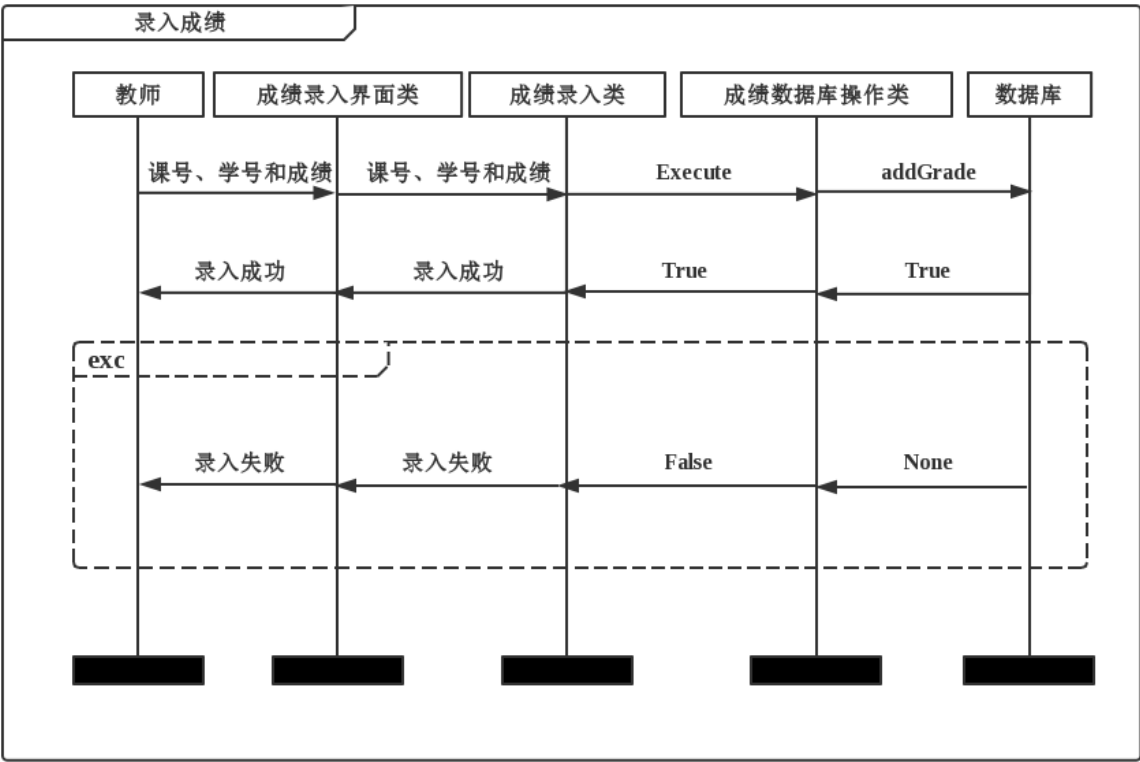 录入成绩
教师
成绩录入界面类
成绩录入类
成绩数据库操作类
数据库
课号、学号和成绩
课号、学号和成绩
Execute
addGrade
录入成功
录入成功
True
True
exc
录入失败
录入失败
False
None